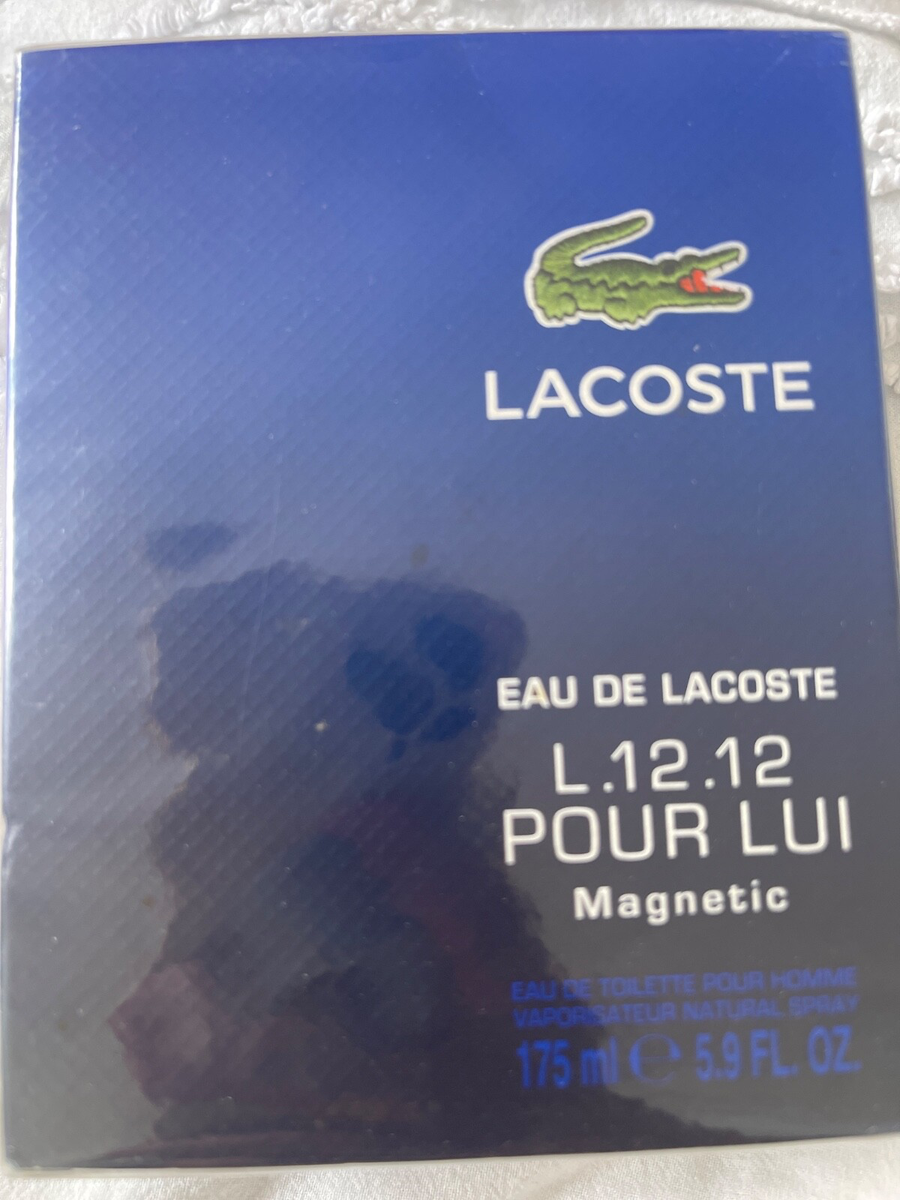 LACOSTE
EAU DE LACOSTE
L.12.12
POUR LUI
Magnetic
EAU DE TOILETTE POUR HOMME
VAPORISATEUR NATURAL SPRAY
175 ml ℮ 5.9 FL. OZ.